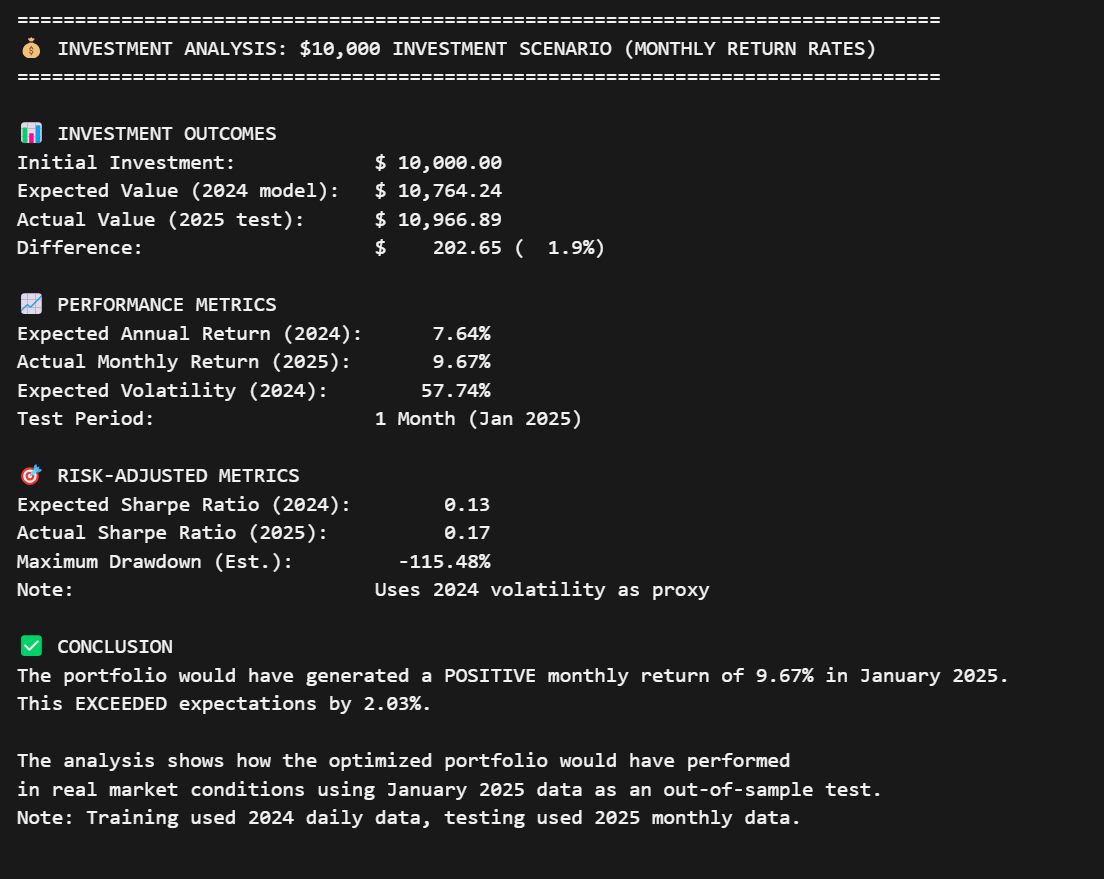 ================================================================================
💰 INVESTMENT ANALYSIS: $10,000 INVESTMENT SCENARIO (MONTHLY RETURN RATES)
================================================================================
📊 INVESTMENT OUTCOMES
Initial Investment:            $ 10,000.00
Expected Value (2024 model):   $ 10,764.24
Actual Value (2025 test):      $ 10,966.89
Difference:                    $    202.65 (  1.9%)
📈 PERFORMANCE METRICS
Expected Annual Return (2024):      7.64%
Actual Monthly Return (2025):       9.67%
Expected Volatility (2024):        57.74%
Test Period:                   1 Month (Jan 2025)
🎯 RISK-ADJUSTED METRICS
Expected Sharpe Ratio (2024):        0.13
Actual Sharpe Ratio (2025):          0.17
Maximum Drawdown (Est.):         -115.48%
Note:                          Uses 2024 volatility as proxy
✅ CONCLUSION
The portfolio would have generated a POSITIVE monthly return of 9.67% in January 2025.
This EXCEEDED expectations by 2.03%.
The analysis shows how the optimized portfolio would have performed
in real market conditions using January 2025 data as an out-of-sample test.
Note: Training used 2024 daily data, testing used 2025 monthly data.